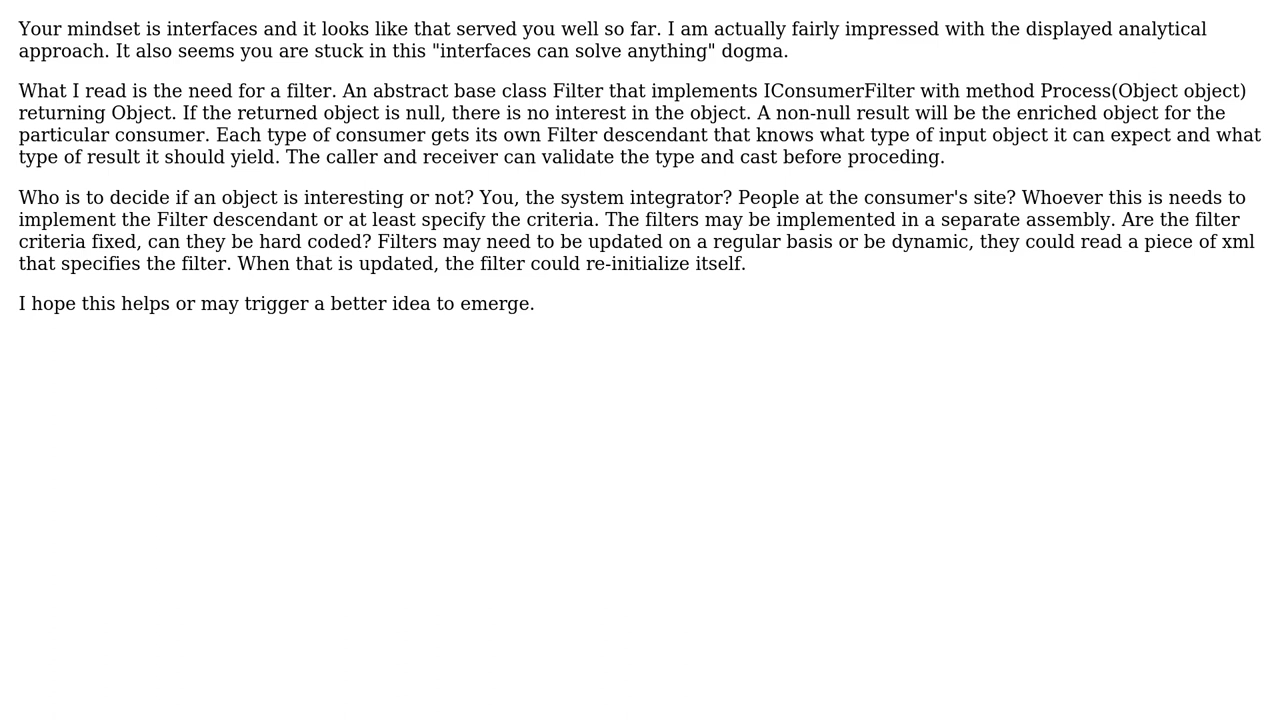 Your mindset is interfaces and it looks like that served you well so far. I am actually fairly impressed with the displayed analytical
approach. It also seems you are stuck in this "interfaces can solve anything" dogma.
What I read is the need for a filter. An abstract base class Filter that implements IConsumerFilter with method Process(Object object)
returning Object. If the returned object is null, there is no interest in the object. A non-null result will be the enriched object for the
particular consumer. Each type of consumer gets its own Filter descendant that knows what type of input object it can expect and what
type of result it should yield. The caller and receiver can validate the type and cast before proceding.
Who is to decide if an object is interesting or not? You, the system integrator? People at the consumer's site? Whoever this is needs to
implement the Filter descendant or at least specify the criteria. The filters may be implemented in a separate assembly. Are the filter
criteria fixed, can they be hard coded? Filters may need to be updated on a regular basis or be dynamic, they could read a piece of xml
that specifies the filter. When that is updated, the filter could re-initialize itself.
I hope this helps or may trigger a better idea to emerge.